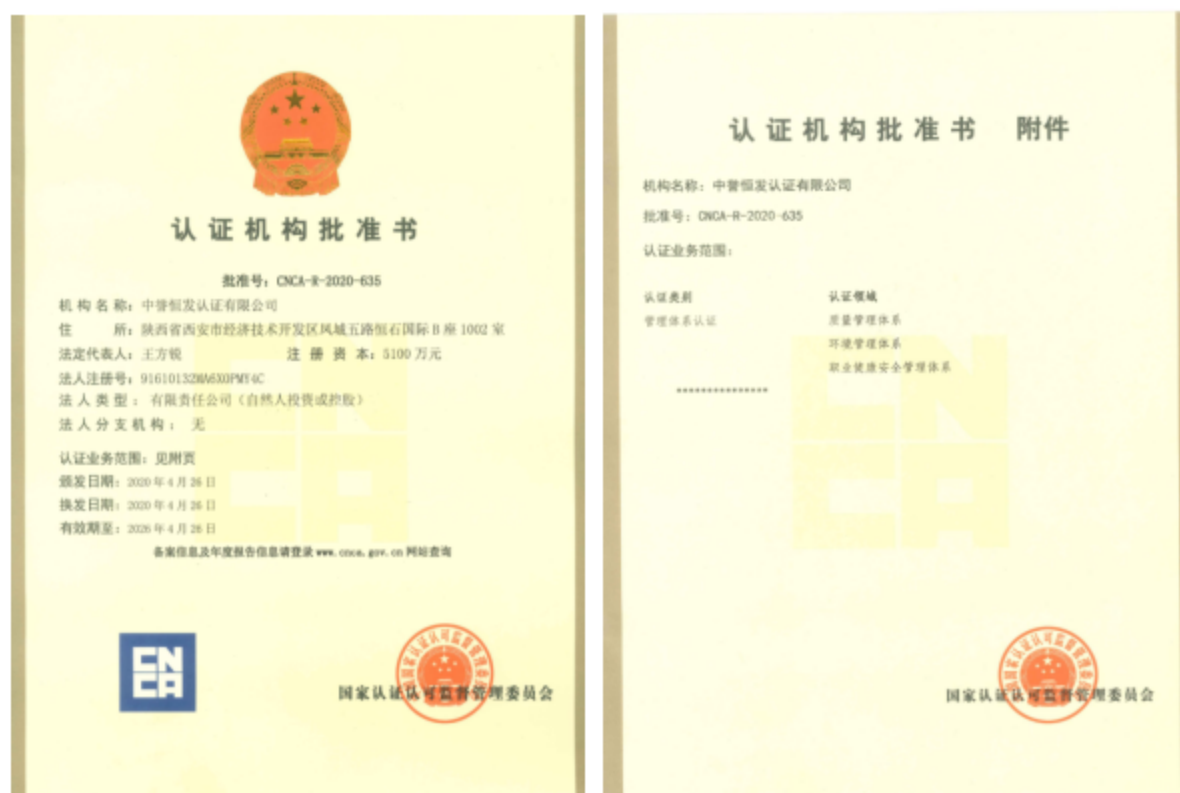 认证机构批准书
批准号：CNCA-R-2020-635
机构名称：中誉恒发认证有限公司
住 所：陕西省西安市经济技术开发区凤城五路恒石国际B座1002室
法定代表人：王方锐 注册资本：5100万元
法人注册号：91610132MA6X0PMY4C
法人类型：有限责任公司（自然人投资或控股）
法人分支机构：无
认证业务范围：见附页
颁发日期：2020年4月26日
换发日期：2020年4月26日
有效期至：2026年4月26日
备案信息及年度报告信息请登录www.cnca.gov.cn网站查询
CN
CA
国家认证认可监督管理委员会
认证机构批准书 附件
机构名称：中誉恒发认证有限公司
批准号：CNCA-R-2020-635
认证业务范围：
认证类别 认证领域
管理体系认证 质量管理体系
环境管理体系
职业健康安全管理体系
***************
CN
CA
国家认证认可监督管理委员会